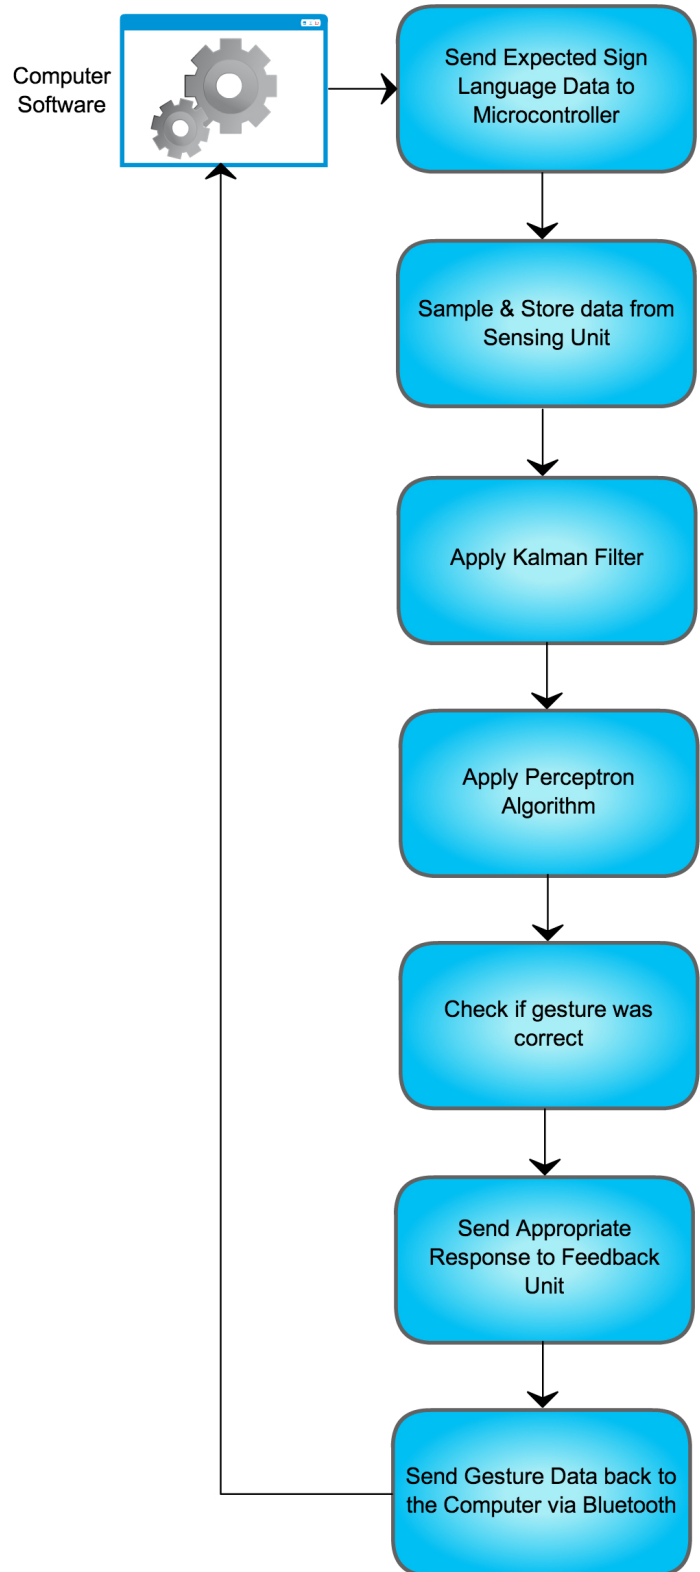 Computer
Software
Send Expected Sign
Language Data to
Microcontroller
Sample & Store data from
Sensing Unit
Apply Kalman Filter
Apply Perceptron
Algorithm
Check if gesture was
correct
Send Appropriate
Response to Feedback
Unit
Send Gesture Data back to
the Computer via Bluetooth